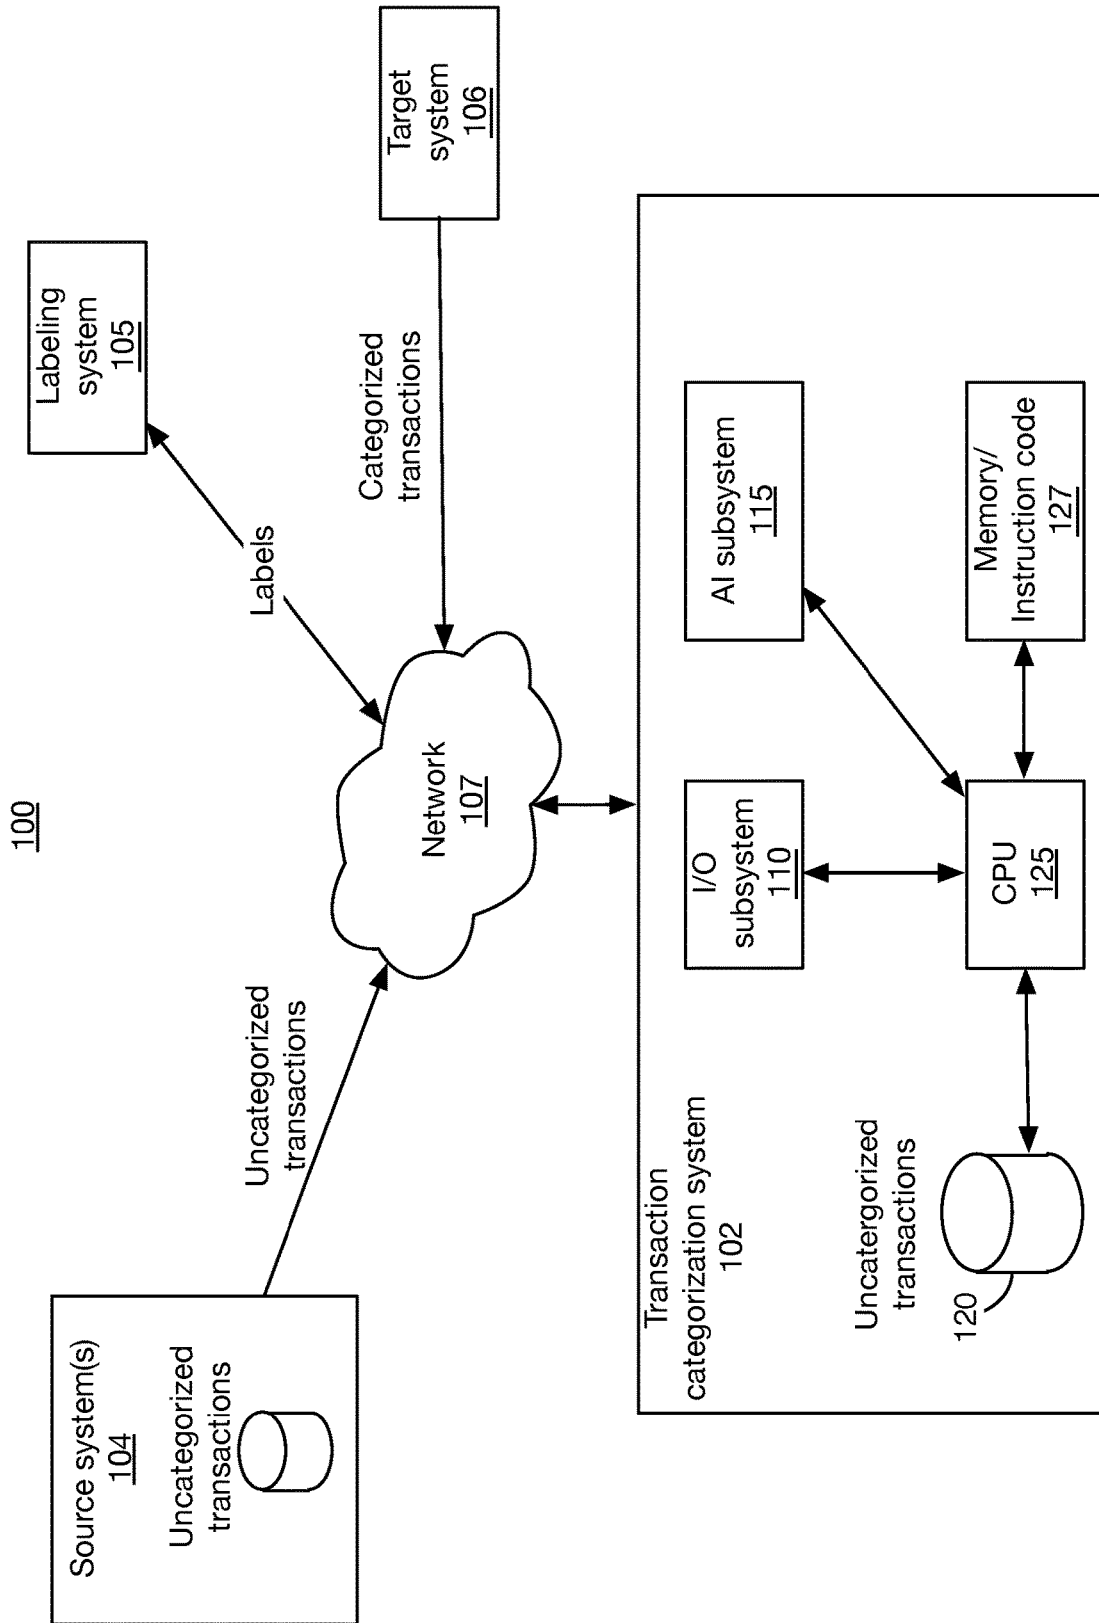 100
Source system(s)
104
Uncategorized
transactions
Uncategorized
transactions
Labeling
system
105
Labels
Target
system
106
Categorized
transactions
Network
107
Transaction
categorization system
102
Uncatergorized
transactions
120
I/O
subsystem
110
AI subsystem
115
CPU
125
Memory/
Instruction code
127